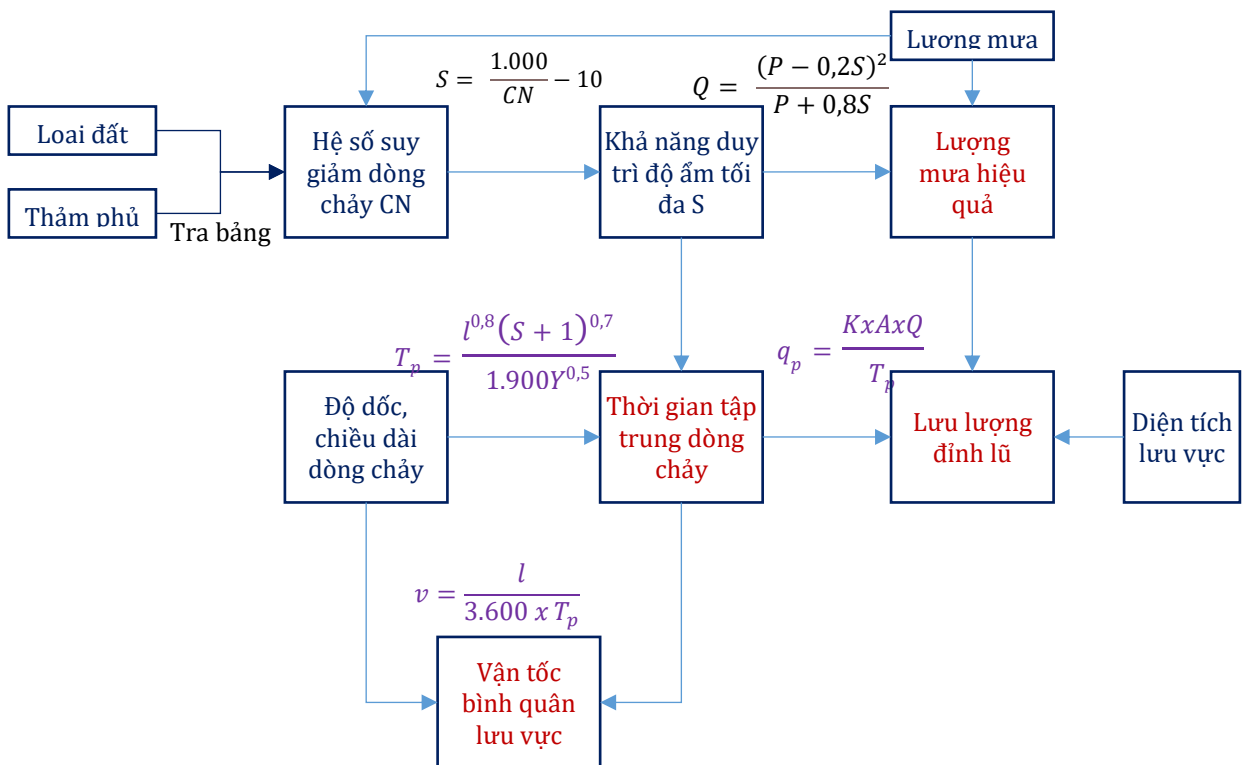 Lương mưa
S = 1.000 / CN − 10
Q = (P − 0,2S)² / P + 0,8S
Loai đất
Thảm phủ
Tra bảng
Hệ số suy
giảm dòng
chảy CN
Khả năng duy
trì độ ẩm tối
đa S
Lượng
mưa hiệu
quả
T_p = l^0,8 (S + 1)^0,7 / 1.900Y^0,5
q_p = KxAxQ / T_p
Độ dốc,
chiều dài
dòng chảy
Thời gian tập
trung dòng
chảy
Lưu lượng
đỉnh lũ
Diện tích
lưu vực
v = l / 3.600 x T_p
Vận tốc
bình quân
lưu vực